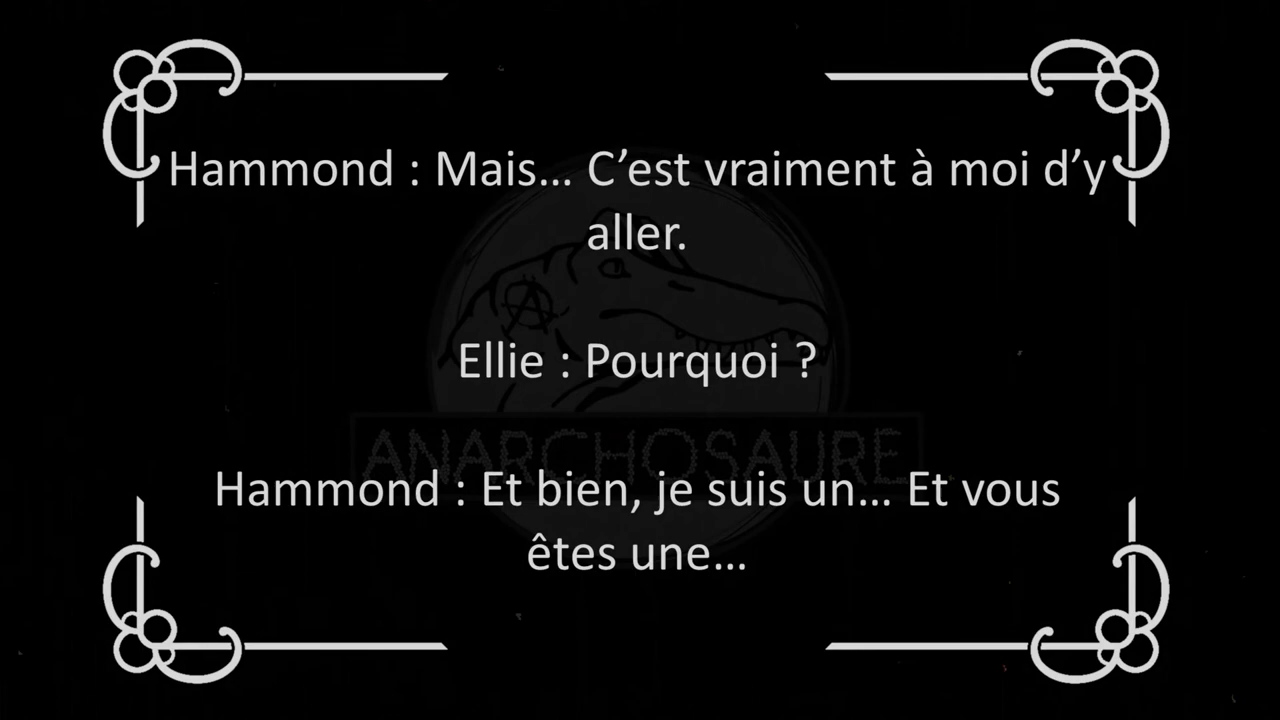 Hammond : Mais… C’est vraiment à moi d’y
aller.
Ellie : Pourquoi ?
ANARCHOSAURE
Hammond : Et bien, je suis un… Et vous
êtes une…